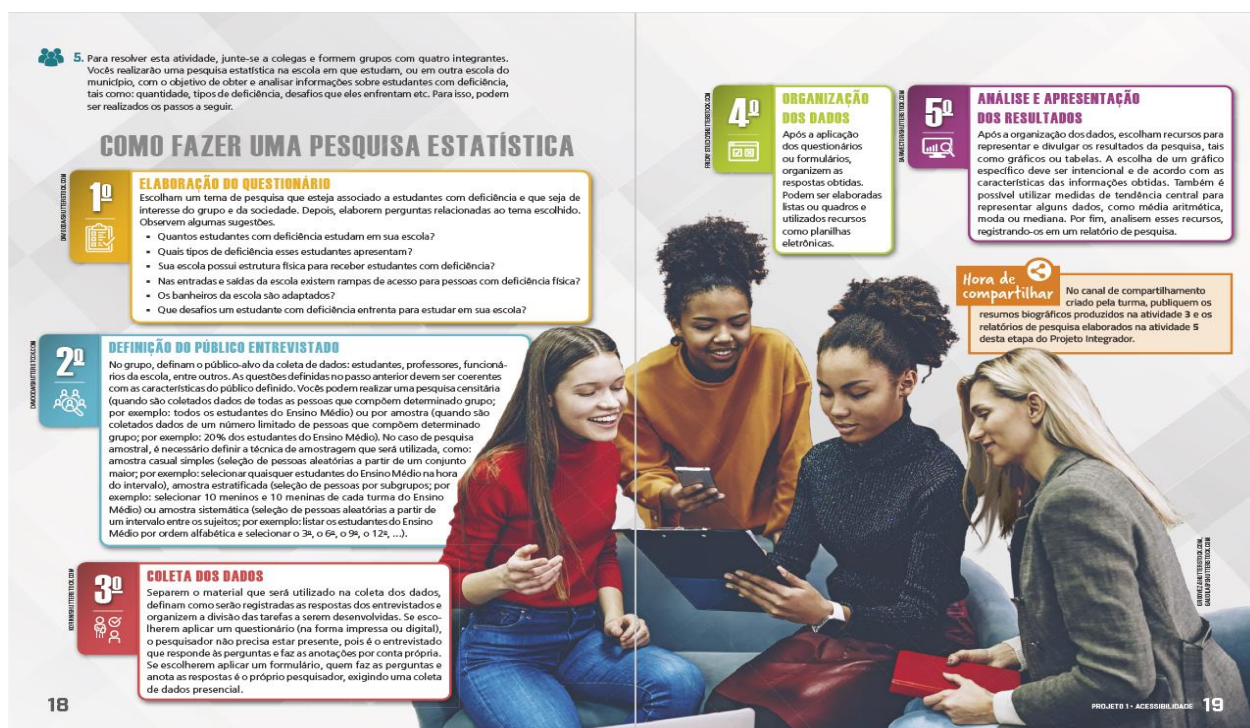 5. Para resolver esta atividade, junte-se a colegas e formem grupos com quatro integrantes.
Vocês realizarão uma pesquisa estatística na escola em que estudam, ou em outra escola do
município, com o objetivo de obter e analisar informações sobre estudantes com deficiência,
tais como: quantidade, tipos de deficiência, desafios que eles enfrentam etc. Para isso, podem
ser realizados os passos a seguir.
COMO FAZER UMA PESQUISA ESTATÍSTICA
1º
ELABORAÇÃO DO QUESTIONÁRIO
Escolham um tema de pesquisa que esteja associado a estudantes com deficiência e que seja de
interesse do grupo e da sociedade. Depois, elaborem perguntas relacionadas ao tema escolhido.
Observem algumas sugestões.
▪ Quantos estudantes com deficiência estudam em sua escola?
▪ Quais tipos de deficiência esses estudantes apresentam?
▪ Sua escola possui estrutura física para receber estudantes com deficiência?
▪ Nas entradas e saídas da escola existem rampas de acesso para pessoas com deficiência física?
▪ Os banheiros da escola são adaptados?
▪ Que desafios um estudante com deficiência enfrenta para estudar em sua escola?
2º
DEFINIÇÃO DO PÚBLICO ENTREVISTADO
No grupo, definam o público-alvo da coleta de dados: estudantes, professores, funcioná-
rios da escola, entre outros. As questões definidas no passo anterior devem ser coerentes
com as características do público definido. Vocês podem realizar uma pesquisa censitária
(quando são coletados dados de todas as pessoas que compõem determinado grupo;
por exemplo: todos os estudantes do Ensino Médio) ou por amostra (quando são
coletados dados de um número limitado de pessoas que compõem determinado
grupo; por exemplo: 20% dos estudantes do Ensino Médio). No caso de pesquisa
amostral, é necessário definir a técnica de amostragem que será utilizada, como:
amostra casual simples (seleção de pessoas aleatórias a partir de um conjunto
maior; por exemplo: selecionar quaisquer estudantes do Ensino Médio na hora
do intervalo), amostra estratificada (seleção de pessoas por subgrupos; por
exemplo: selecionar 10 meninos e 10 meninas de cada turma do Ensino
Médio) ou amostra sistemática (seleção de pessoas aleatórias a partir de
um intervalo entre os sujeitos; por exemplo: listar os estudantes do Ensino
Médio por ordem alfabética e selecionar o 3º, o 6º, o 9º, o 12º, ...).
3º
COLETA DOS DADOS
Separem o material que será utilizado na coleta dos dados,
definam como serão registradas as respostas dos entrevistados e
organizem a divisão das tarefas a serem desenvolvidas. Se esco-
lherem aplicar um questionário (na forma impressa ou digital),
o pesquisador não precisa estar presente, pois é o entrevistado
que responde às perguntas e faz as anotações por conta própria.
Se escolherem aplicar um formulário, quem faz as perguntas e
anota as respostas é o próprio pesquisador, exigindo uma coleta
de dados presencial.
18
4º
ORGANIZAÇÃO
DOS DADOS
Após a aplicação
dos questionários
ou formulários,
organizem as
respostas obtidas.
Podem ser elaboradas
listas ou quadros e
utilizados recursos
como planilhas
eletrônicas.
5º
ANÁLISE E APRESENTAÇÃO
DOS RESULTADOS
Após a organização dos dados, escolham recursos para
representar e divulgar os resultados da pesquisa, tais
como gráficos ou tabelas. A escolha de um gráfico
específico deve ser intencional e de acordo com as
características das informações obtidas. Também é
possível utilizar medidas de tendência central para
representar alguns dados, como média aritmética,
moda ou mediana. Por fim, analisem esses recursos,
registrando-os em um relatório de pesquisa.
Hora de
compartilhar
No canal de compartilhamento
criado pela turma, publiquem os
resumos biográficos produzidos na atividade 3 e os
relatórios de pesquisa elaborados na atividade 5
desta etapa do Projeto Integrador.
PROJETO 1 • ACESSIBILIDADE 19